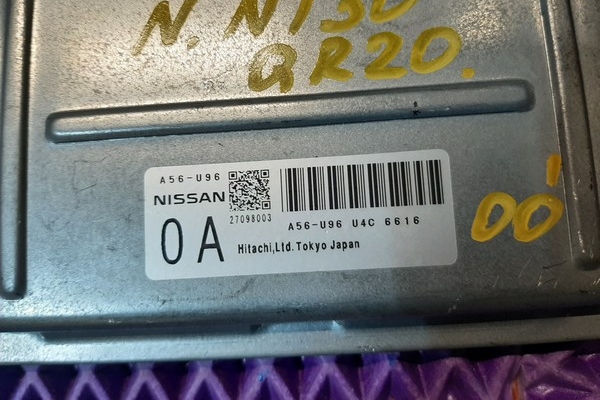 N. NT30
QR20.
A56-U96
NISSAN
27098003
A56-U96 U4C 6616
0A
Hitachi,Ltd.Tokyo Japan
00'